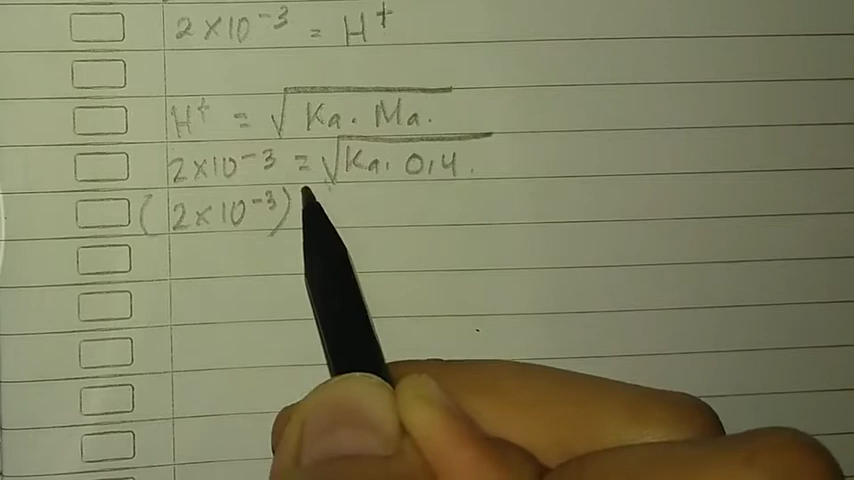 2×10⁻³ = H⁺
H⁺ = √Ka. Ma.
2×10⁻³ = √Ka. 0,4.
(2×10⁻³)